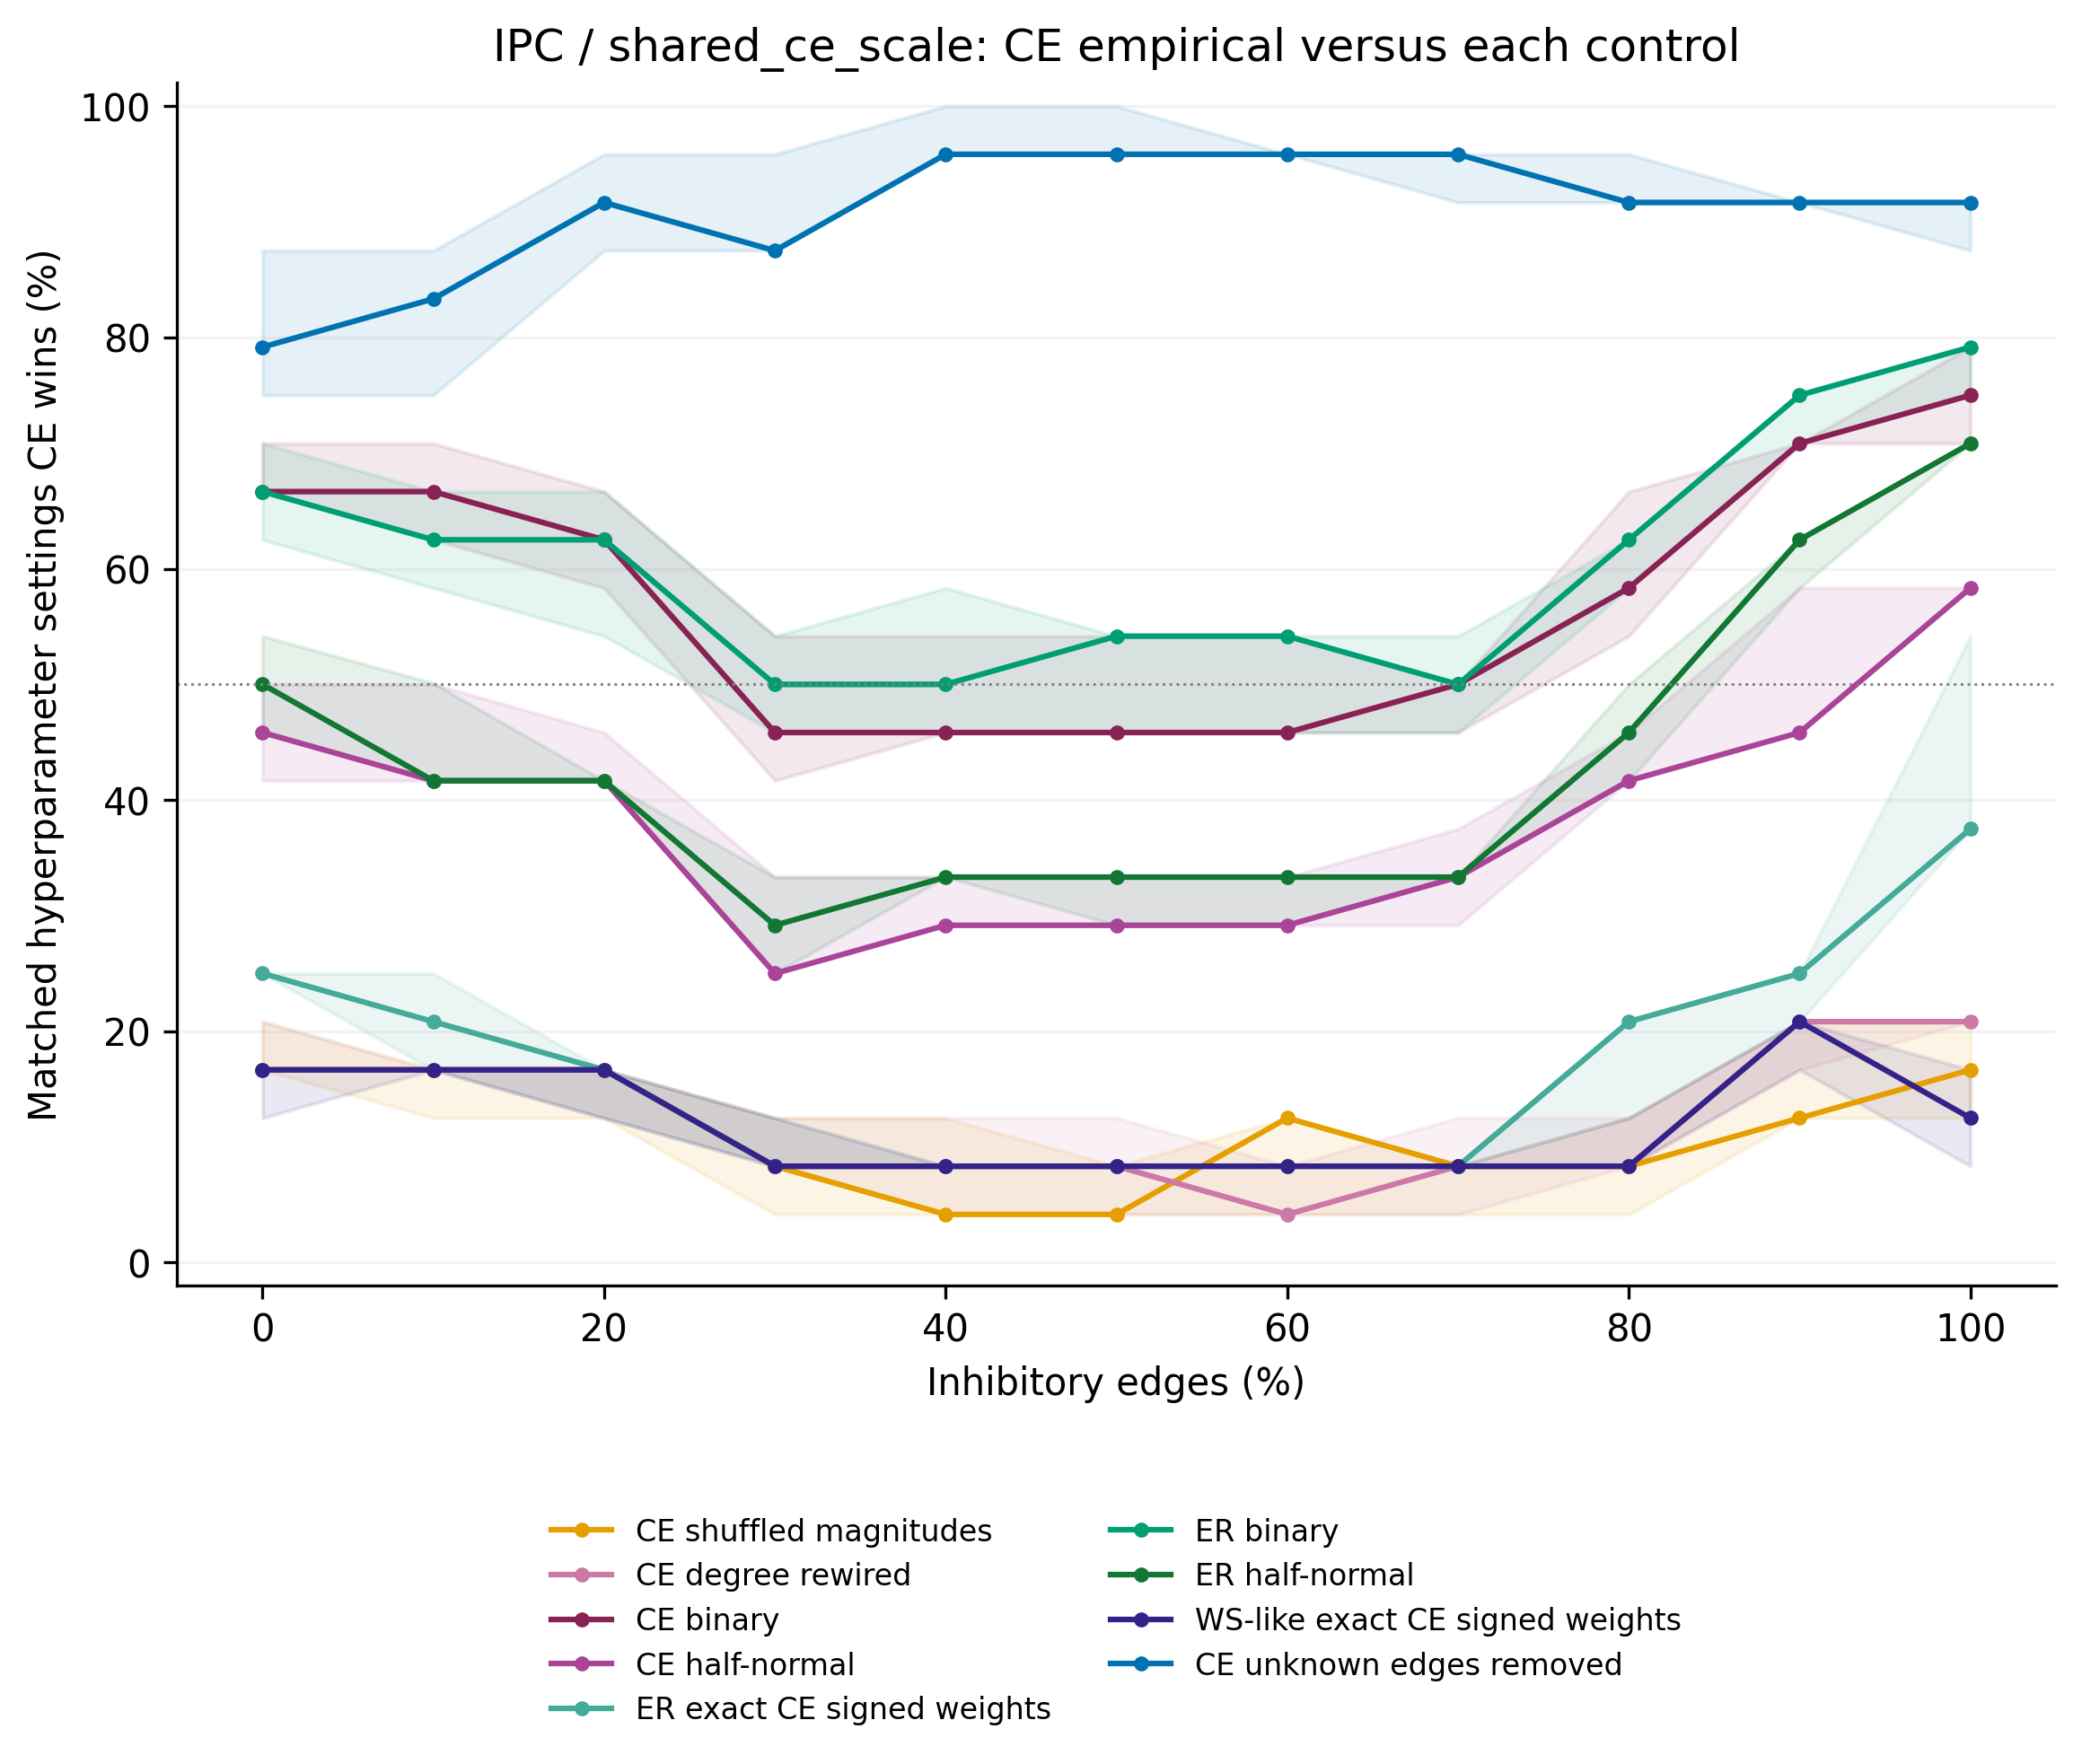 IPC / shared_ce_scale: CE empirical versus each control
Matched hyperparameter settings CE wins (%)
100
80
60
40
20
0
0 20 40 60 80 100
Inhibitory edges (%)
CE shuffled magnitudes
CE degree rewired
CE binary
CE half-normal
ER exact CE signed weights
ER binary
ER half-normal
WS-like exact CE signed weights
CE unknown edges removed